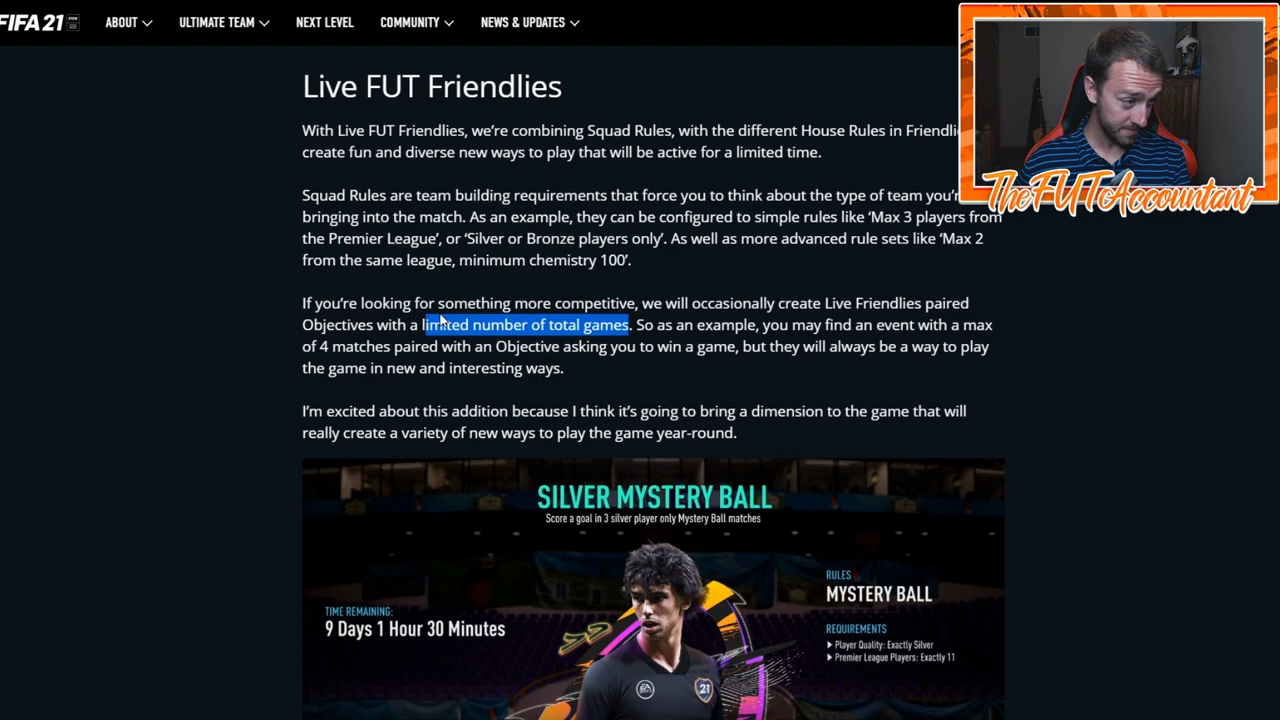 FIFA 21
ABOUT
ULTIMATE TEAM
NEXT LEVEL
COMMUNITY
NEWS & UPDATES
TheFUTAccountant
Live FUT Friendlies
With Live FUT Friendlies, we're combining Squad Rules, with the different House Rules in Friendlie
create fun and diverse new ways to play that will be active for a limited time.
Squad Rules are team building requirements that force you to think about the type of team you'r
bringing into the match. As an example, they can be configured to simple rules like 'Max 3 players from
the Premier League', or 'Silver or Bronze players only'. As well as more advanced rule sets like 'Max 2
from the same league, minimum chemistry 100'.
If you're looking for something more competitive, we will occasionally create Live Friendlies paired
Objectives with a limited number of total games. So as an example, you may find an event with a max
of 4 matches paired with an Objective asking you to win a game, but they will always be a way to play
the game in new and interesting ways.
I'm excited about this addition because I think it's going to bring a dimension to the game that will
really create a variety of new ways to play the game year-round.
SILVER MYSTERY BALL
Score a goal in 3 silver player only Mystery Ball matches
TIME REMAINING:
9 Days 1 Hour 30 Minutes
RULES
MYSTERY BALL
REQUIREMENTS
Player Quality: Exactly Silver
Premier League Players: Exactly 11
EA
21